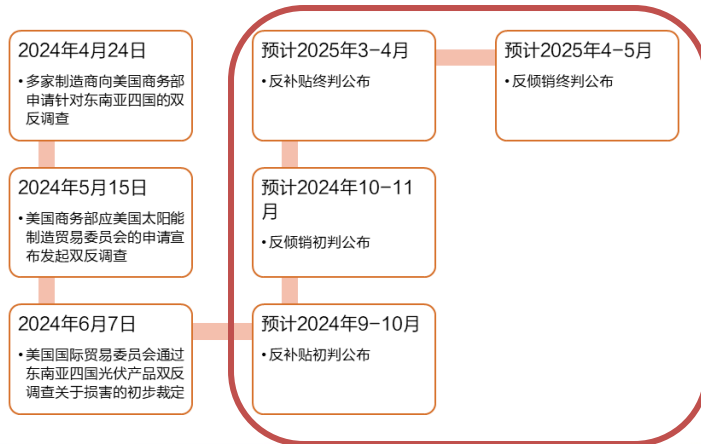 2024年4月24日
•多家制造商向美国商务部
申请针对东南亚四国的双
反调查
2024年5月15日
•美国商务部应美国太阳能
制造贸易委员会的申请宣
布发起双反调查
2024年6月7日
•美国国际贸易委员会通过
东南亚四国光伏产品双反
调查关于损害的初步裁定
预计2024年9-10月
•反补贴初判公布
预计2024年10-11
月
•反倾销初判公布
预计2025年3-4月
•反补贴终判公布
预计2025年4-5月
•反倾销终判公布